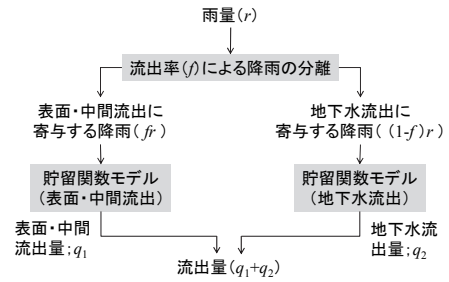 雨量(r)
流出率(f)による降雨の分離
表面・中間流出に
寄与する降雨(fr)
地下水流出に
寄与する降雨((1-f)r)
貯留関数モデル
(表面・中間流出)
貯留関数モデル
(地下水流出)
表面・中間
流出量;q₁
地下水流
出量;q₂
流出量(q₁+q₂)